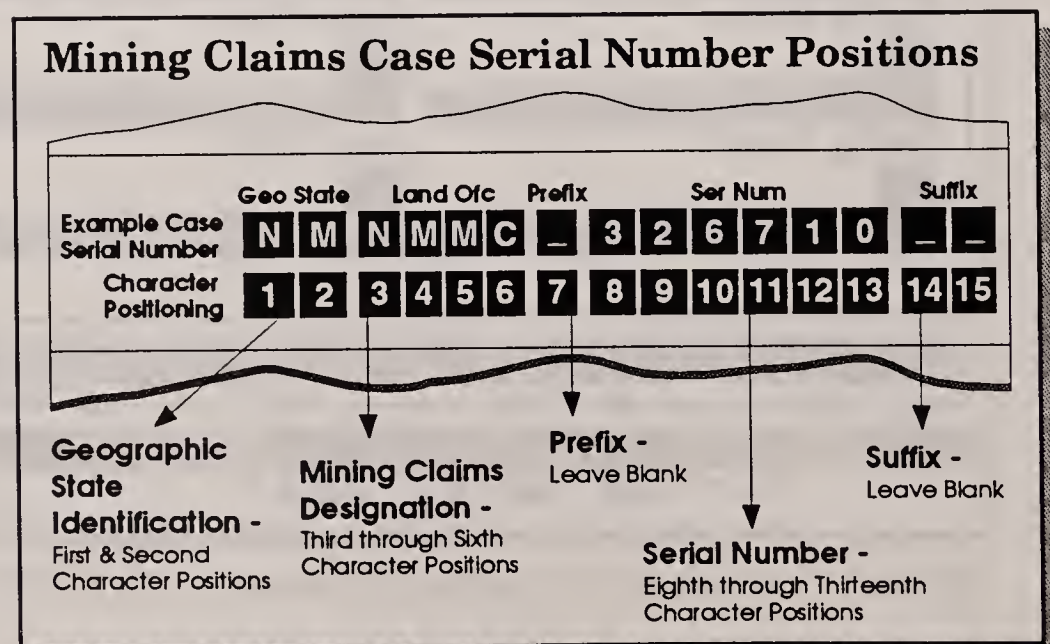 Mining Claims Case Serial Number Positions
Geo State Land Ofc Prefix Ser Num Suffix
Example Case
Serial Number
N M N M M C _ 3 2 6 7 1 0 _ _
Character
Positioning
1 2 3 4 5 6 7 8 9 10 11 12 13 14 15
Geographic
State
Identification -
First & Second
Character Positions
Mining Claims
Designation -
Third through Sixth
Character Positions
Prefix -
Leave Blank
Serial Number -
Eighth through Thirteenth
Character Positions
Suffix -
Leave Blank